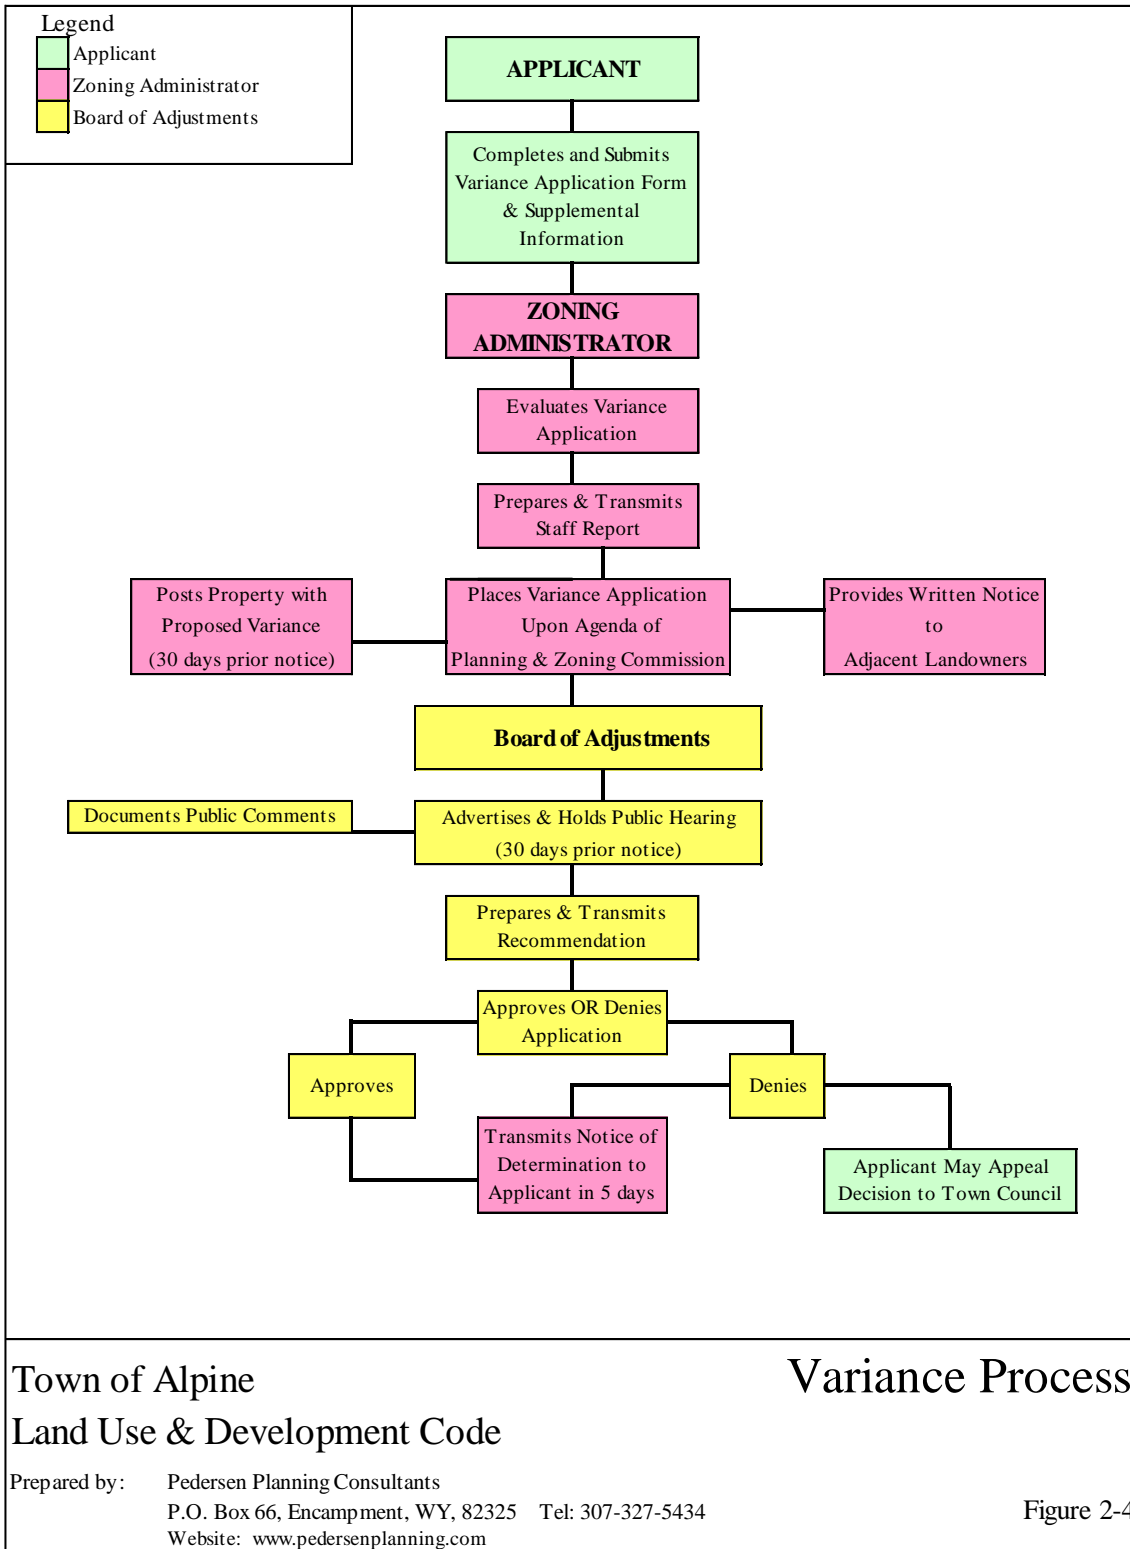 Legend
Applicant
Zoning Administrator
Board of Adjustments
APPLICANT
Completes and Submits
Variance Application Form
& Supplemental
Information
ZONING
ADMINISTRATOR
Evaluates Variance
Application
Prepares & Transmits
Staff Report
Posts Property with
Proposed Variance
(30 days prior notice)
Places Variance Application
Upon Agenda of
Planning & Zoning Commission
Provides Written Notice
to
Adjacent Landowners
Board of Adjustments
Documents Public Comments
Advertises & Holds Public Hearing
(30 days prior notice)
Prepares & Transmits
Recommendation
Approves OR Denies
Application
Approves
Denies
Transmits Notice of
Determination to
Applicant in 5 days
Applicant May Appeal
Decision to Town Council
Town of Alpine
Variance Process
Land Use & Development Code
Prepared by: Pedersen Planning Consultants
P.O. Box 66, Encampment, WY, 82325 Tel: 307-327-5434
Figure 2-4
Website: www.pedersenplanning.com